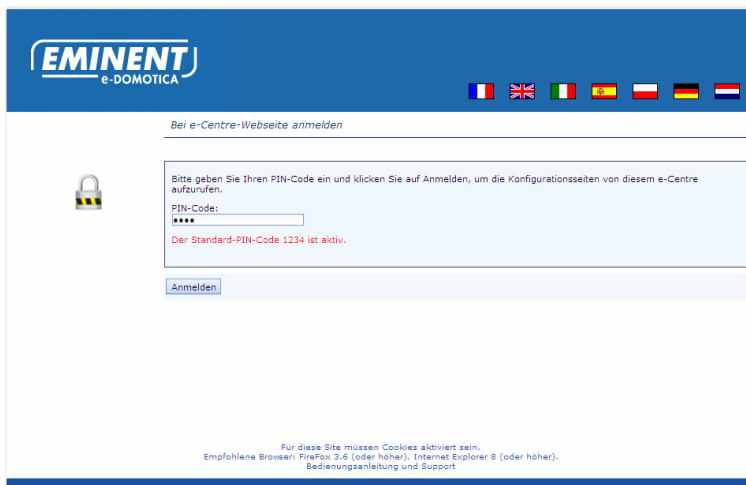 EMINENT
e-DOMOTICA
Bei e-Centre-Webseite anmelden
Bitte geben Sie Ihren PIN-Code ein und klicken Sie auf Anmelden, um die Konfigurationsseiten von diesem e-Centre
aufzurufen.
PIN-Code:
••••
Der Standard-PIN-Code 1234 ist aktiv.
Anmelden
Für diese Site müssen Cookies aktiviert sein.
Empfohlene Browser: FireFox 3.6 (oder höher), Internet Explorer 8 (oder höher).
Bedienungsanleitung und Support